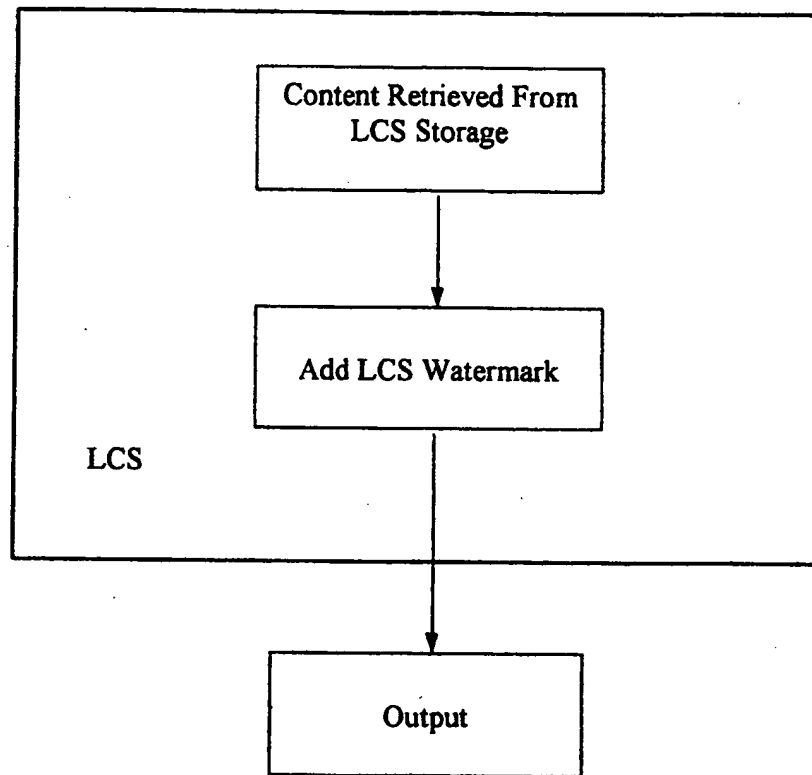 Content Retrieved From
LCS Storage
Add LCS Watermark
LCS
Output